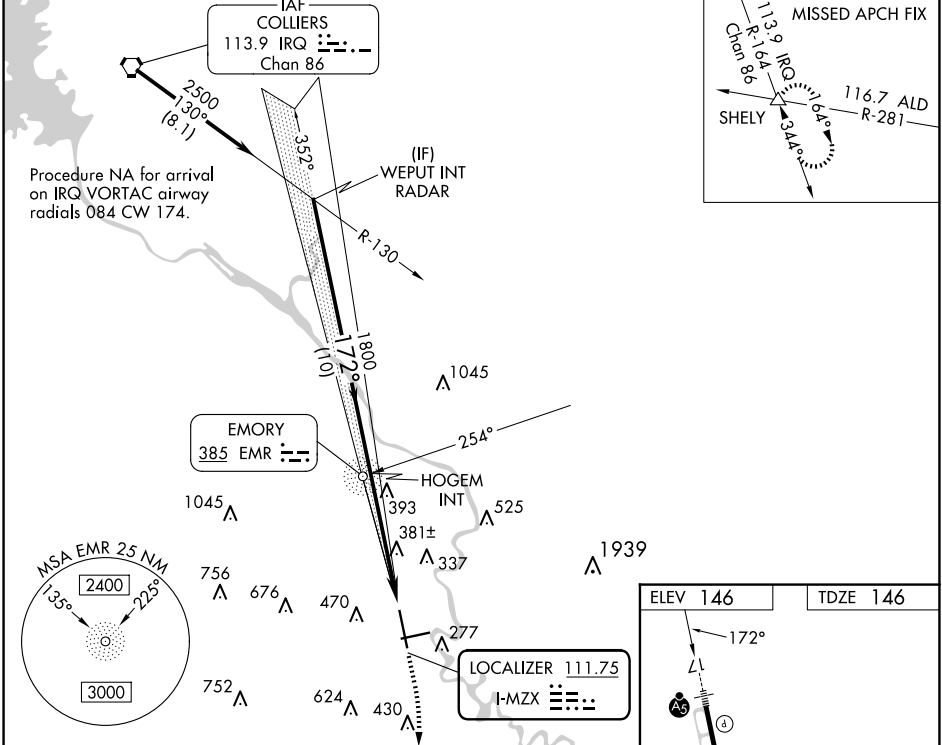 IAF
COLLIERS
113.9 IRQ
Chan 86
2500
130°
(8.1)
352°
Procedure NA for arrival
on IRQ VORTAC airway
radials 084 CW 174.
(IF)
WEPUT INT
RADAR
R-130
MISSED APCH FIX
113.9 IRQ
R-164
Chan 86
SHELY
164°
344°
116.7 ALD
R-281
1800
172°
(10)
1045
254°
EMORY
385 EMR
HOGEM
INT
393
1045
525
381±
337
1939
MSA EMR 25 NM
2400
135°
225°
3000
756
676
470
277
752
624
430
LOCALIZER 111.75
I-MZX
ELEV 146
TDZE 146
172°
A5